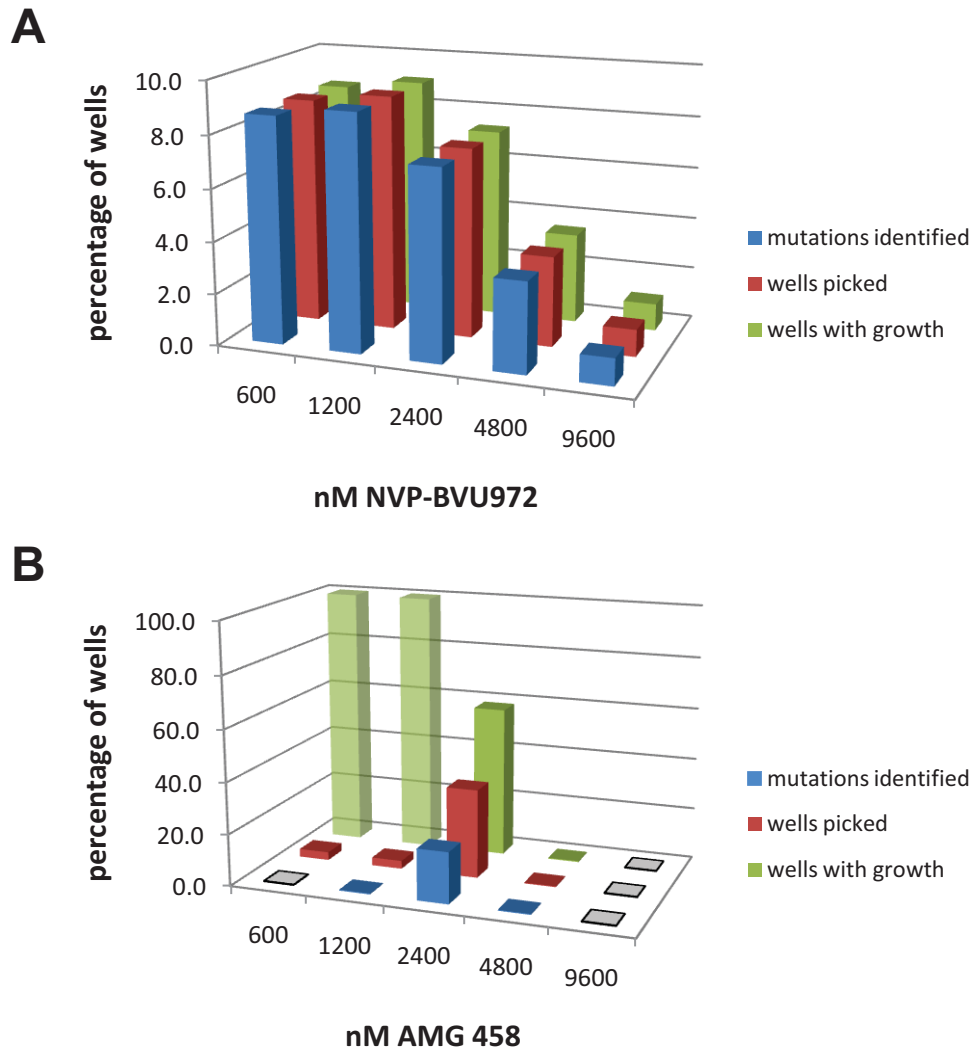 A
percentage of wells
10.0
8.0
6.0
4.0
2.0
0.0
600
1200
2400
4800
9600
nM NVP-BVU972
mutations identified
wells picked
wells with growth
B
percentage of wells
100.0
80.0
60.0
40.0
20.0
0.0
600
1200
2400
4800
9600
nM AMG 458
mutations identified
wells picked
wells with growth